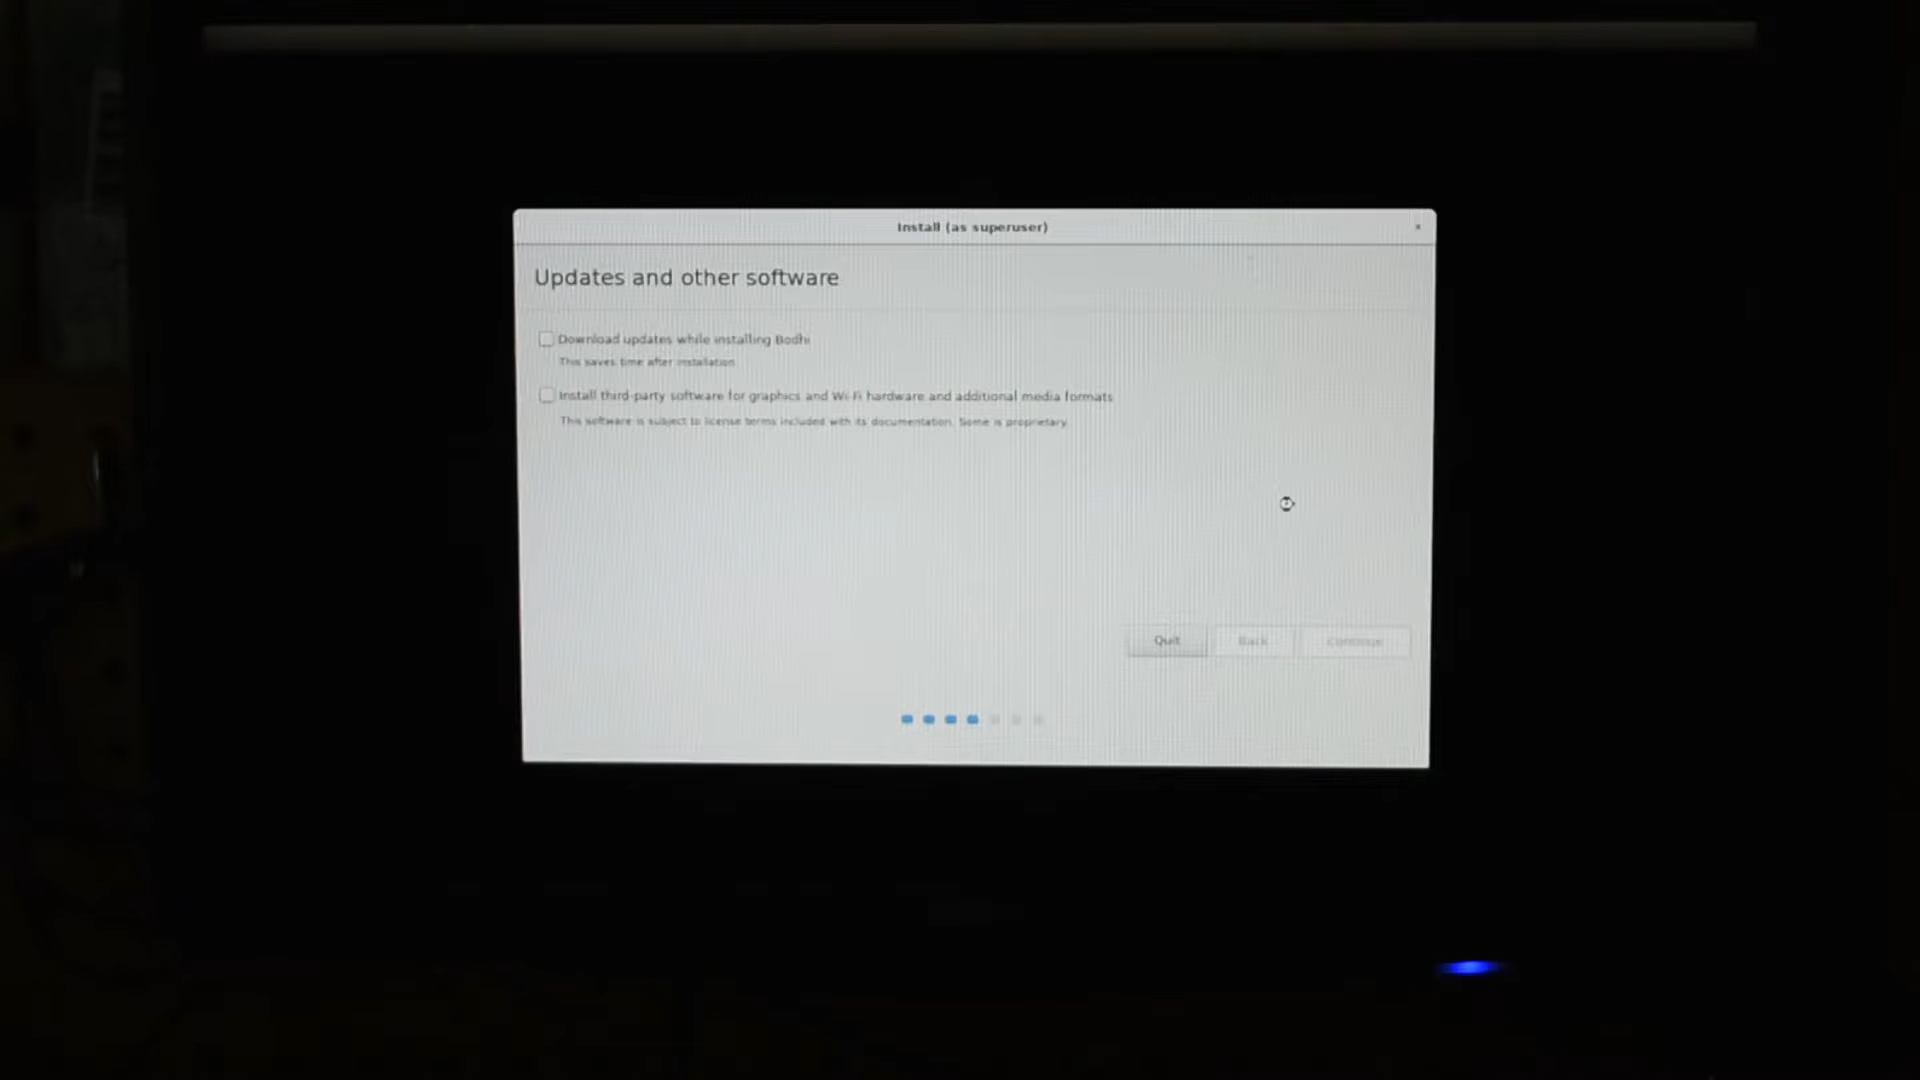 Install (as superuser)
Updates and other software
Download updates while installing Bodhi
This saves time after installation.
Install third-party software for graphics and Wi-Fi hardware and additional media formats
This software is subject to license terms included with its documentation. Some is proprietary.
Quit
Back
Continue